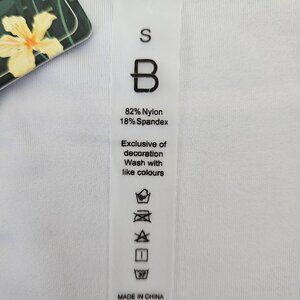 S
B
82% Nylon
18% Spandex
Exclusive of
decoration
Wash with
like colours
MADE IN CHINA